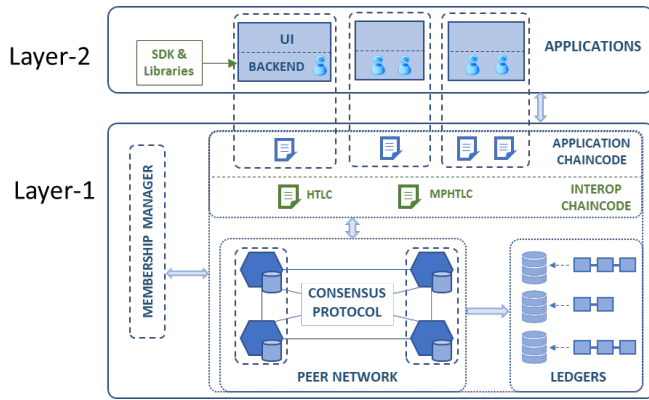 Layer-2
SDK &
Libraries
UI
BACKEND
APPLICATIONS
Layer-1
MEMBERSHIP MANAGER
APPLICATION
CHAINCODE
HTLC
MPHTLC
INTEROP
CHAINCODE
CONSENSUS
PROTOCOL
PEER NETWORK
LEDGERS